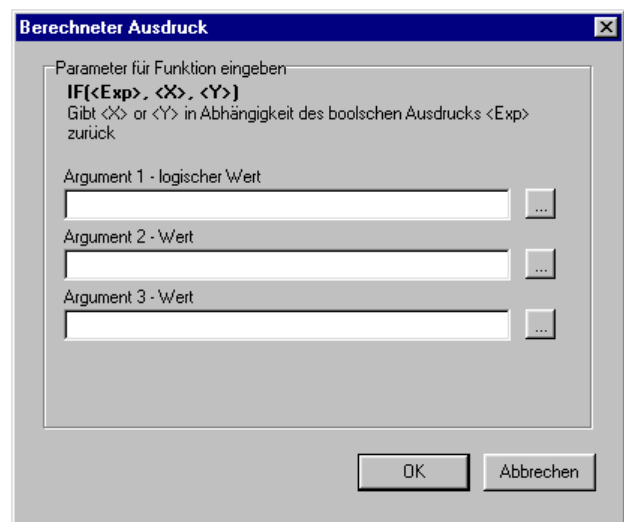 Berechneter Ausdruck
Parameter für Funktion eingeben
IF(<Exp>, <X>, <Y>)
Gibt <X> or <Y> in Abhängigkeit des boolschen Ausdrucks <Exp>
zurück
Argument 1 - logischer Wert
...
Argument 2 - Wert
...
Argument 3 - Wert
...
OK Abbrechen